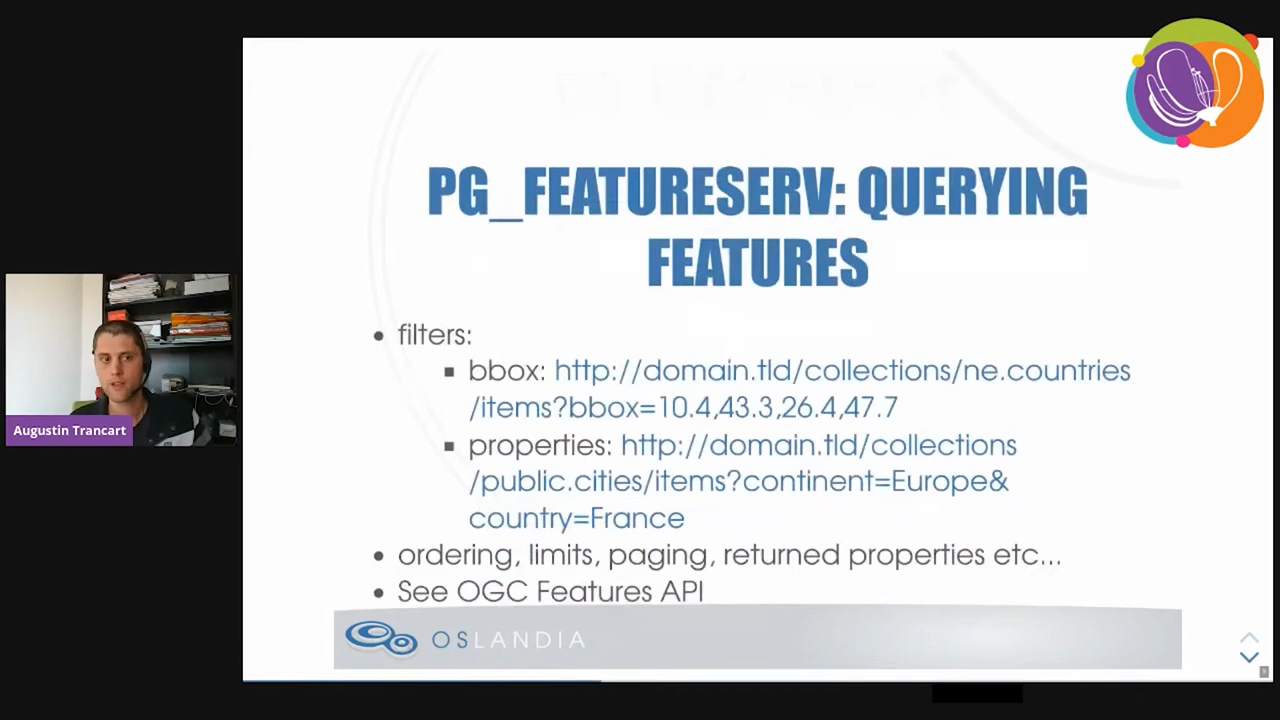 PG_FEATURESERV: QUERYING
FEATURES
• filters:
▪ bbox: http://domain.tld/collections/ne.countries
/items?bbox=10.4,43.3,26.4,47.7
▪ properties: http://domain.tld/collections
/public.cities/items?continent=Europe&
country=France
• ordering, limits, paging, returned properties etc...
• See OGC Features API
OSLANDIA
Augustin Trancart